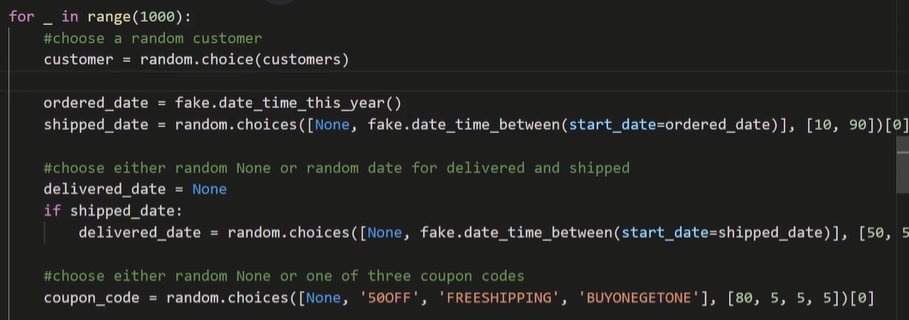 for _ in range(1000):
    #choose a random customer
    customer = random.choice(customers)
    ordered_date = fake.date_time_this_year()
    shipped_date = random.choices([None, fake.date_time_between(start_date=ordered_date)], [10, 90])[0]
    #choose either random None or random date for delivered and shipped
    delivered_date = None
    if shipped_date:
        delivered_date = random.choices([None, fake.date_time_between(start_date=shipped_date)], [50, 5
    #choose either random None or one of three coupon codes
    coupon_code = random.choices([None, '50OFF', 'FREESHIPPING', 'BUYONEGETONE'], [80, 5, 5, 5])[0]